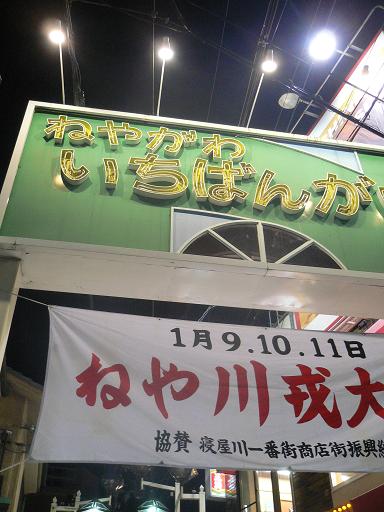 ねやがわ
いちばんが
1月9.10.11日
ねや川戎大
協賛 寝屋川一番街商店街振興